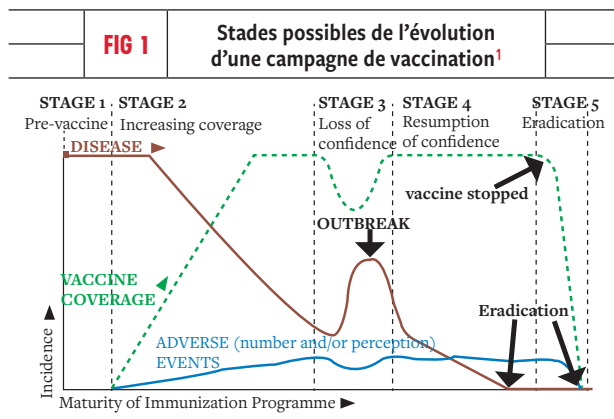 FIG 1
Stades possibles de l'évolution
d'une campagne de vaccination1
STAGE 1
Pre-vaccine
STAGE 2
Increasing coverage
STAGE 3
Loss of
confidence
STAGE 4
Resumption
of confidence
STAGE 5
Eradication
DISEASE
vaccine stopped
OUTBREAK
VACCINE
COVERAGE
Eradication
ADVERSE (number and/or perception)
EVENTS
Incidence
Maturity of Immunization Programme